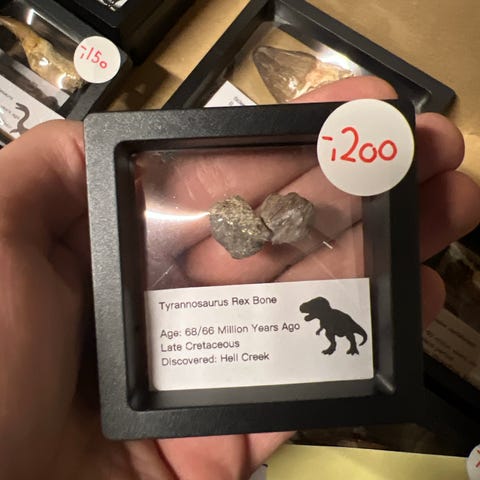 -;150
-;200
Tyrannosaurus Rex Bone
Age: 68/66 Million Years Ago
Late Cretaceous
Discovered: Hell Creek